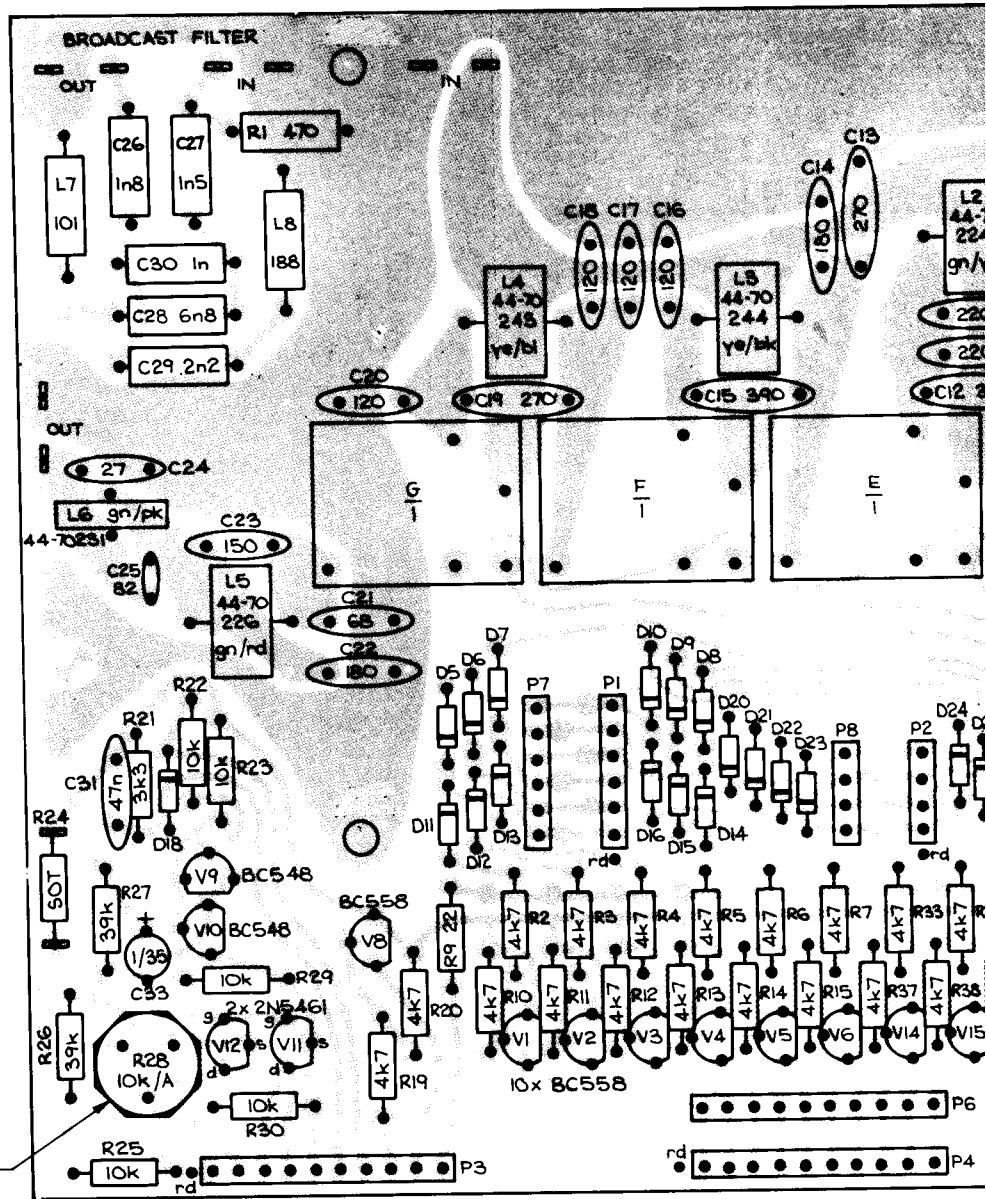 BROADCAST FILTER
OUT
IN
IN
R1 470
C26
1n8
C27
1n5
L7
101
L8
188
C30 1n
C28 6n8
C29 2n2
C13
270
C14
180
C18
120
C17
120
C16
120
L4
44-70
L3
44-70
244
ye/bk
ye/bl
L2
44-7
224
220
220
C20
120
C19 270
C15 390
C12
OUT
27
C24
L6 gn/pk
44-70231
C23
150
C25
82
L5
44-70
226
gn/rd
C21
68
C22
180
G
1
F
1
E
1
D5
D6
D7
P7
P1
D10
D9
D8
D20
D21
D22
D23
P8
P2
D24
D11
D12
D13
D16
D15
D14
rd
rd
R22
10k
R21
3k3
10k
R23
C31
47n
D18
R24
SOT
V9
BC548
V10
BC548
R27
39k
+
1/35
C33
10k
R29
BC558
V8
R9 22
4k7
R20
4k7
R2
4k7
R3
4k7
R4
4k7
R5
4k7
R6
4k7
R7
4k7
R33
4k7
4k7
R10
4k7
R11
4k7
R12
4k7
R13
4k7
R14
4k7
R15
4k7
R37
4k7
R38
V1
V2
V3
V4
V5
V6
V14
V15
10x BC558
R26
39k
R28
10k/A
2x 2N5461
g
V12
s
d
g
V11
s
d
4k7
R19
10k
R30
P6
R25
10k
rd
P3
rd
P4